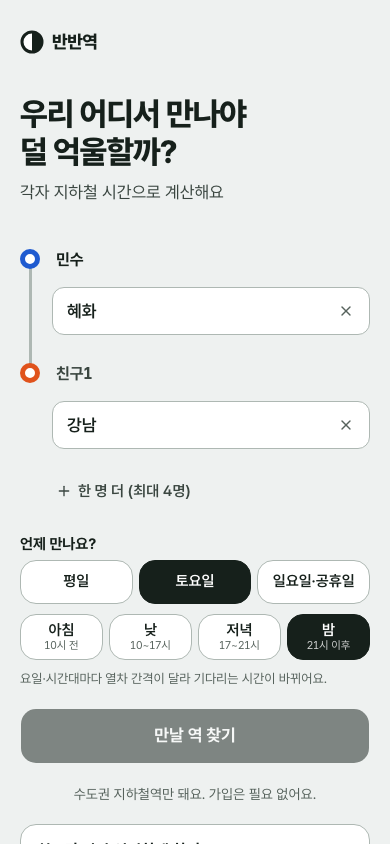 반반역
우리 어디서 만나야
덜 억울할까?
각자 지하철 시간으로 계산해요
민수
혜화
친구1
강남
+ 한 명 더 (최대 4명)
언제 만나요?
평일 토요일 일요일·공휴일
아침 낮 저녁 밤
10시 전 10~17시 17~21시 21시 이후
요일·시간대마다 열차 간격이 달라 기다리는 시간이 바뀌어요.
만날 역 찾기
수도권 지하철역만 돼요. 가입은 필요 없어요.